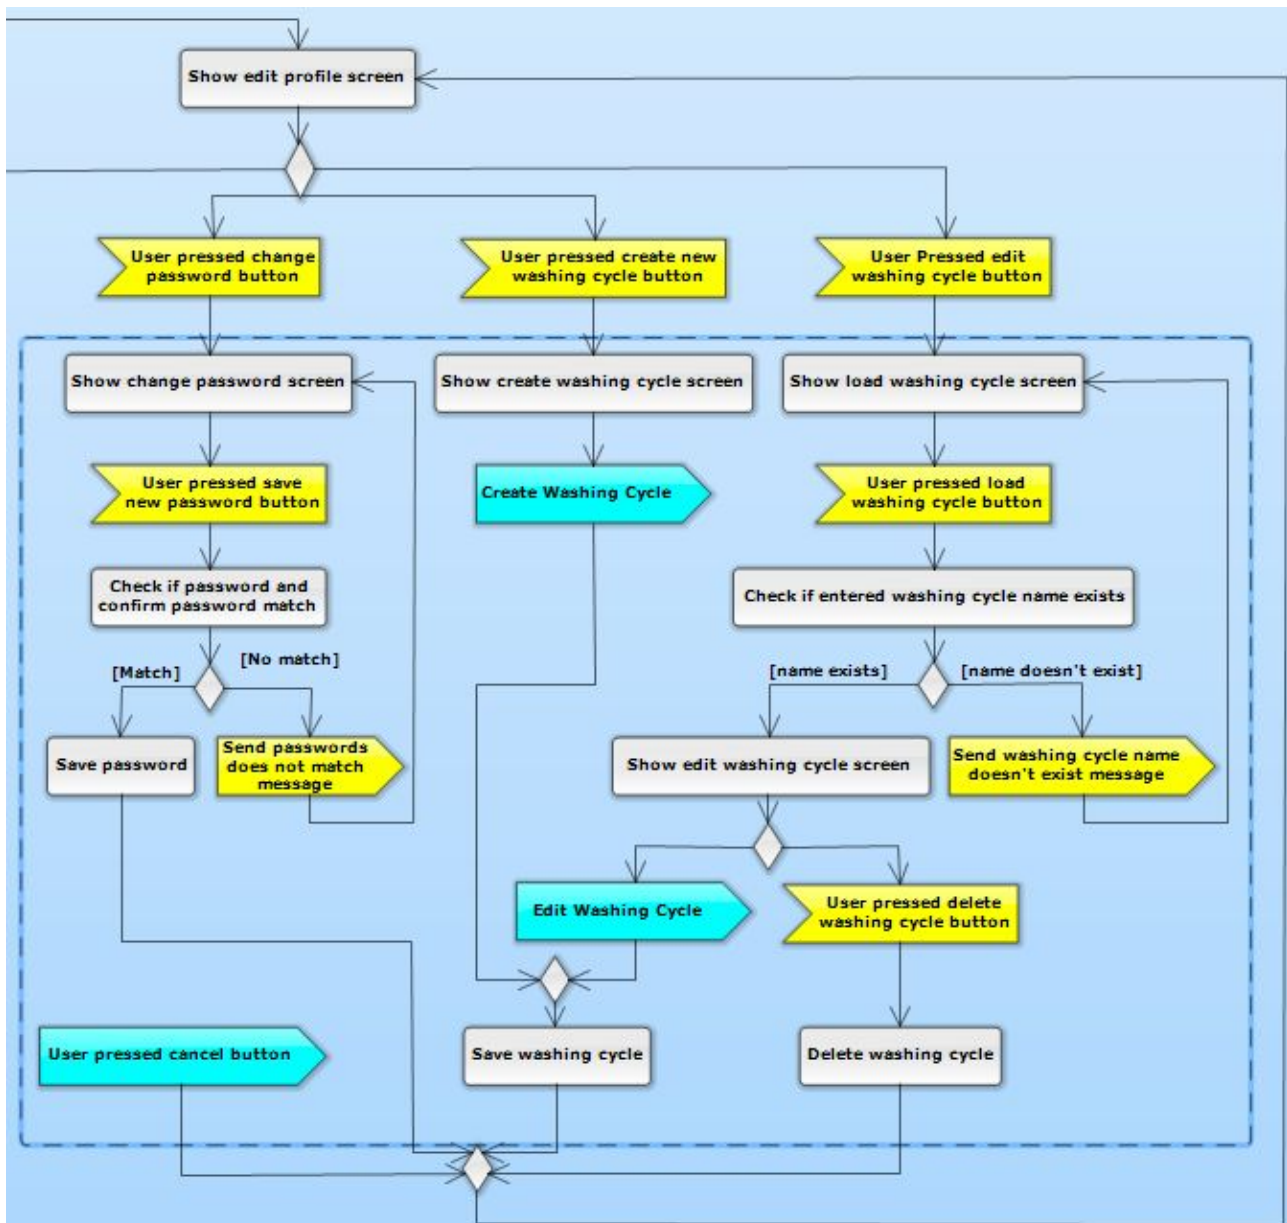 Show edit profile screen
User pressed change
password button
User pressed create new
washing cycle button
User Pressed edit
washing cycle button
Show change password screen
Show create washing cycle screen
Show load washing cycle screen
User pressed save
new password button
Create Washing Cycle
User pressed load
washing cycle button
Check if password and
confirm password match
Check if entered washing cycle name exists
[Match]
[No match]
[name exists]
[name doesn't exist]
Save password
Send passwords
does not match
message
Show edit washing cycle screen
Send washing cycle name
doesn't exist message
Edit Washing Cycle
User pressed delete
washing cycle button
User pressed cancel button
Save washing cycle
Delete washing cycle